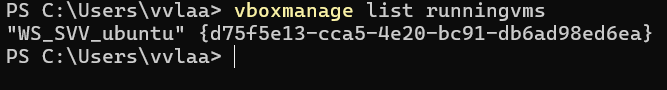 PS C:\Users\vvlaa> vboxmanage list runningvms
"WS_SVV_ubuntu" {d75f5e13-cca5-4e20-bc91-db6ad98ed6ea}
PS C:\Users\vvlaa>